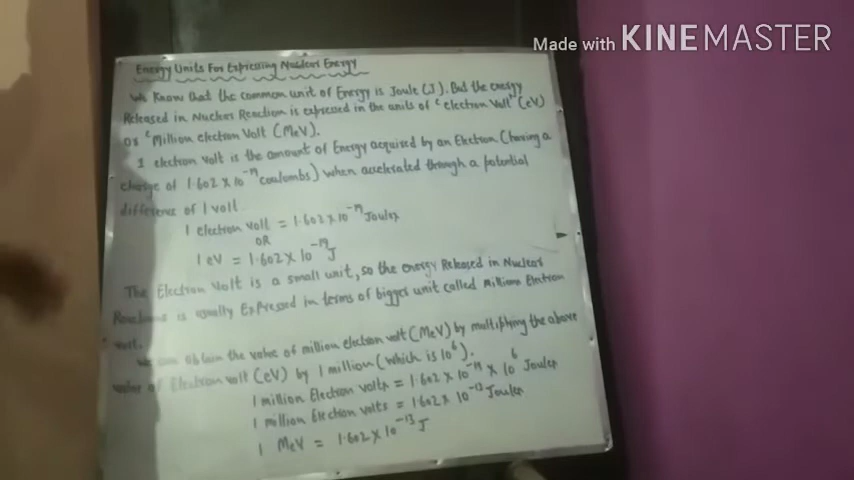 Made with KINEMASTER
Energy Units For Expressing Nuclear Energy
We know that the common unit of Energy is Joule (J). But the energy
Released in Nuclear Reaction is expressed in the units of "electron Volt" (eV)
or "Million electron Volt (MeV).
1 electron volt is the amount of Energy acquired by an Electron (having a
charge of 1.602 x 10⁻¹⁹ coulombs) when accelerated through a potential
difference of 1 volt
1 electron volt = 1.602 x 10⁻¹⁹ Joules
OR
1 eV = 1.602 x 10⁻¹⁹ J
The Electron Volt is a small unit, so the energy Released in Nuclear
Reactions is usually Expressed in terms of bigger unit called million Electron
volt.
We can obtain the value of million electron volt (MeV) by multiplying the above
value of Electron volt (eV) by 1 million (which is 10⁶).
1 million Electron volts = 1.602 x 10⁻¹⁹ x 10⁶ Joules
1 million Electron volts = 1.602 x 10⁻¹³ Joules
1 MeV = 1.602 x 10⁻¹³ J